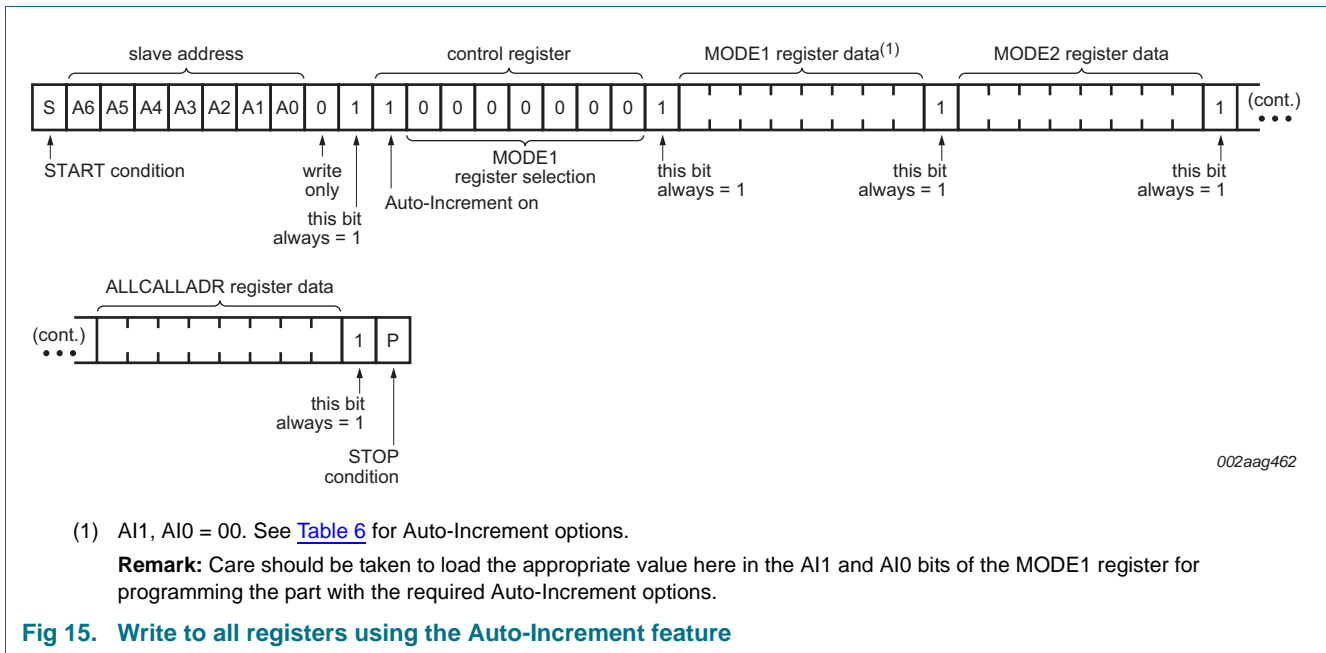 slave address control register MODE1 register data(1) MODE2 register data
S A6 A5 A4 A3 A2 A1 A0 0 1 1 0 0 0 0 0 0 0 1 1 1 (cont.)
START condition
write
only
this bit
always = 1
Auto-Increment on
MODE1
register selection
this bit
always = 1
this bit
always = 1
this bit
always = 1
ALLCALLADR register data
(cont.) 1 P
this bit
always = 1
STOP
condition
002aag462
(1) AI1, AI0 = 00. See Table 6 for Auto-Increment options.
Remark: Care should be taken to load the appropriate value here in the AI1 and AI0 bits of the MODE1 register for
programming the part with the required Auto-Increment options.
Fig 15. Write to all registers using the Auto-Increment feature